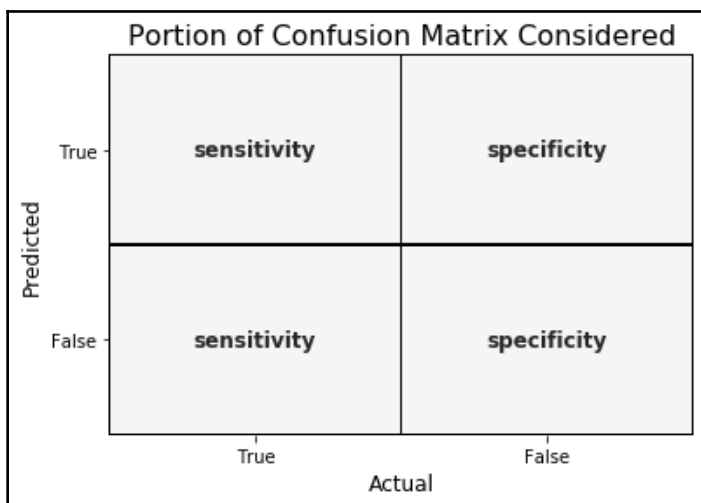 Portion of Confusion Matrix Considered
Predicted
True
sensitivity
specificity
False
sensitivity
specificity
True
False
Actual